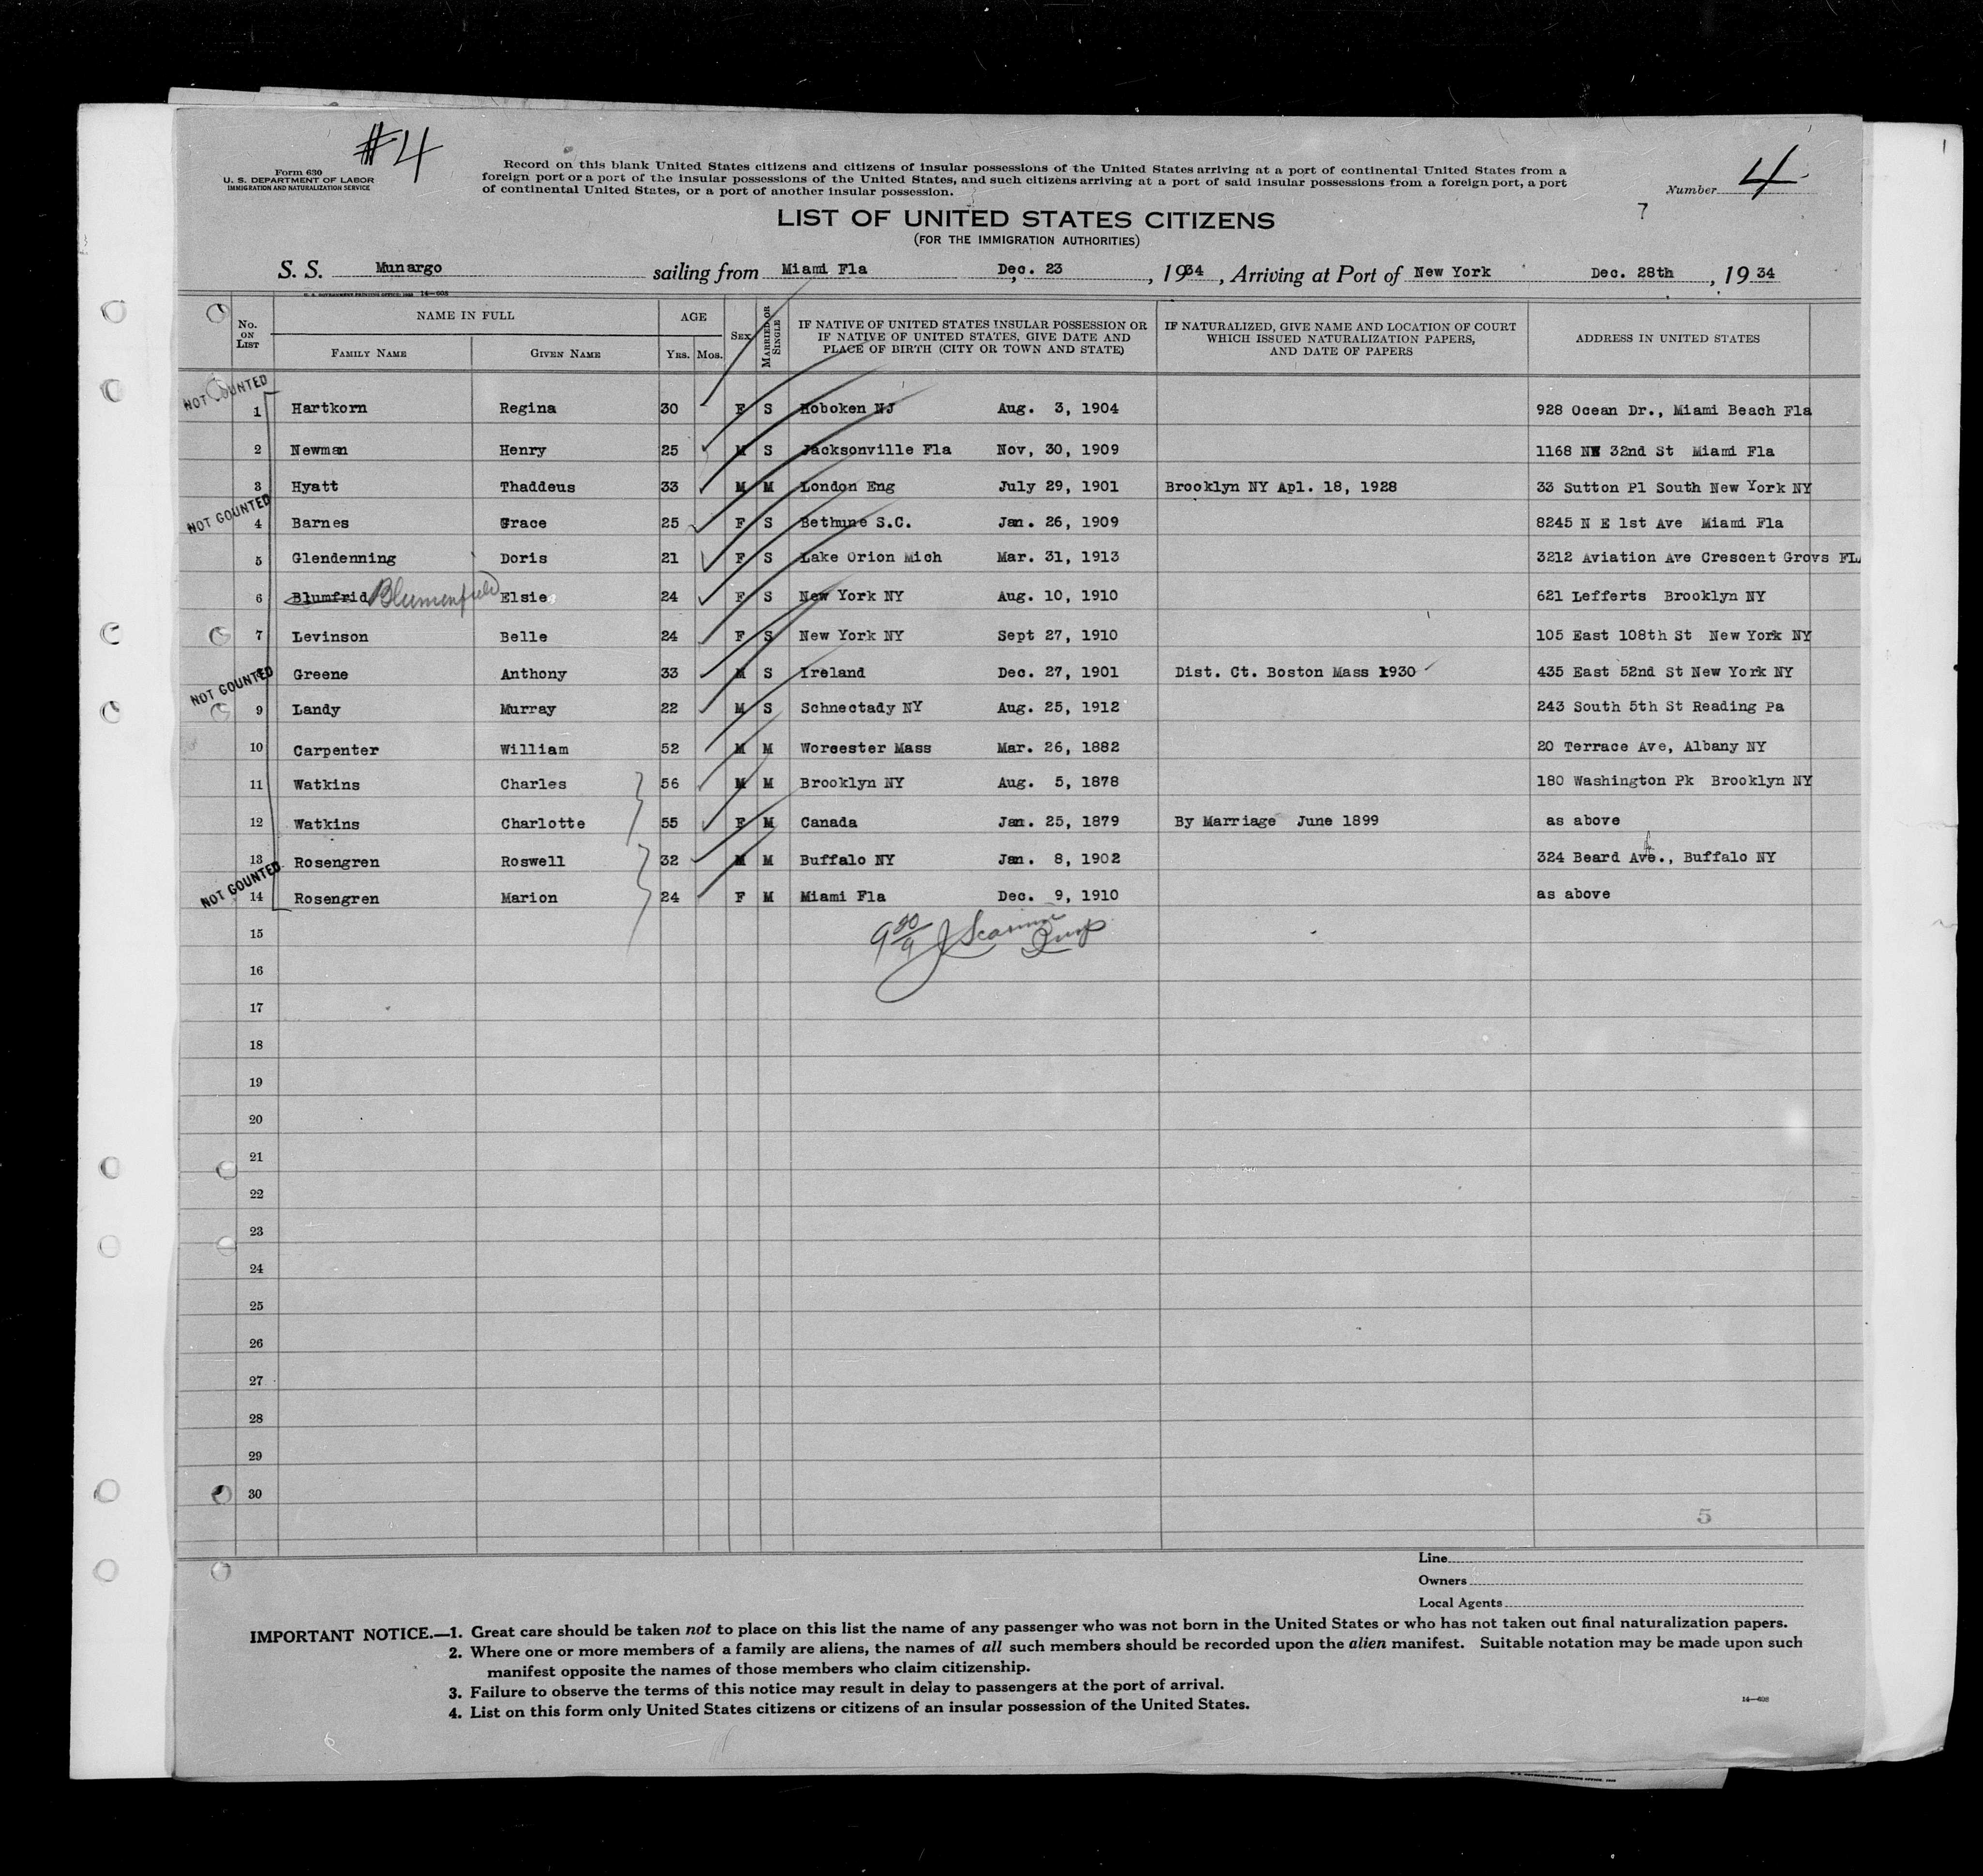 #4
Form 630
U. S. DEPARTMENT OF LABOR
IMMIGRATION AND NATURALIZATION SERVICE
Record on this blank United States citizens and citizens of insular possessions of the United States arriving at a port of continental United States from a
foreign port or a port of the insular possessions of the United States, and such citizens arriving at a port of said insular possessions from a foreign port, a port
of continental United States, or a port of another insular possession.
Number 4
7
LIST OF UNITED STATES CITIZENS
(FOR THE IMMIGRATION AUTHORITIES)
S. S. Munargo sailing from Miami Fla Dec. 23, 1934, Arriving at Port of New York Dec. 28th, 19 34
U. S. GOVERNMENT PRINTING OFFICE: 14—608
No. ON LIST NAME IN FULL AGE SEX MARRIED OR SINGLE IF NATIVE OF UNITED STATES INSULAR POSSESSION OR IF NATIVE OF UNITED STATES, GIVE DATE AND PLACE OF BIRTH (CITY OR TOWN AND STATE) IF NATURALIZED, GIVE NAME AND LOCATION OF COURT WHICH ISSUED NATURALIZATION PAPERS, AND DATE OF PAPERS ADDRESS IN UNITED STATES
FAMILY NAME GIVEN NAME YRS. MOS.
NOT COUNTED
1 Hartkorn Regina 30 F S Hoboken NJ Aug. 3, 1904 928 Ocean Dr., Miami Beach Fla
2 Newman Henry 25 M S Jacksonville Fla Nov, 30, 1909 1168 NW 32nd St Miami Fla
3 Hyatt Thaddeus 33 M M London Eng July 29, 1901 Brooklyn NY Apl. 18, 1928 33 Sutton Pl South New York NY
NOT COUNTED
4 Barnes Grace 25 F S Bethune S.C. Jan. 26, 1909 8245 N E 1st Ave Miami Fla
5 Glendenning Doris 21 F S Lake Orion Mich Mar. 31, 1913 3212 Aviation Ave Crescent Grovs FL
6 Blumfrid Blumenfield Elsie 24 F S New York NY Aug. 10, 1910 621 Lefferts Brooklyn NY
7 Levinson Belle 24 F S New York NY Sept 27, 1910 105 East 108th St New York NY
NOT COUNTED
Greene Anthony 33 M S Ireland Dec. 27, 1901 Dist. Ct. Boston Mass 1930 435 East 52nd St New York NY
9 Landy Murray 22 M S Schnectady NY Aug. 25, 1912 243 South 5th St Reading Pa
10 Carpenter William 52 M M Worcester Mass Mar. 26, 1882 20 Terrace Ave, Albany NY
11 Watkins Charles 56 M M Brooklyn NY Aug. 5, 1878 180 Washington Pk Brooklyn NY
12 Watkins Charlotte 55 F M Canada Jan. 25, 1879 By Marriage June 1899 as above
13 Rosengren Roswell 32 M M Buffalo NY Jan. 8, 1902 324 Beard Ave., Buffalo NY
NOT COUNTED
14 Rosengren Marion 24 F M Miami Fla Dec. 9, 1910 as above
15
16
17
18
19
20
21
22
23
24
25
26
27
28
29
30
5
Line
Owners
Local Agents
IMPORTANT NOTICE.—1. Great care should be taken not to place on this list the name of any passenger who was not born in the United States or who has not taken out final naturalization papers.
2. Where one or more members of a family are aliens, the names of all such members should be recorded upon the alien manifest. Suitable notation may be made upon such
manifest opposite the names of those members who claim citizenship.
3. Failure to observe the terms of this notice may result in delay to passengers at the port of arrival.
4. List on this form only United States citizens or citizens of an insular possession of the United States.
14—608